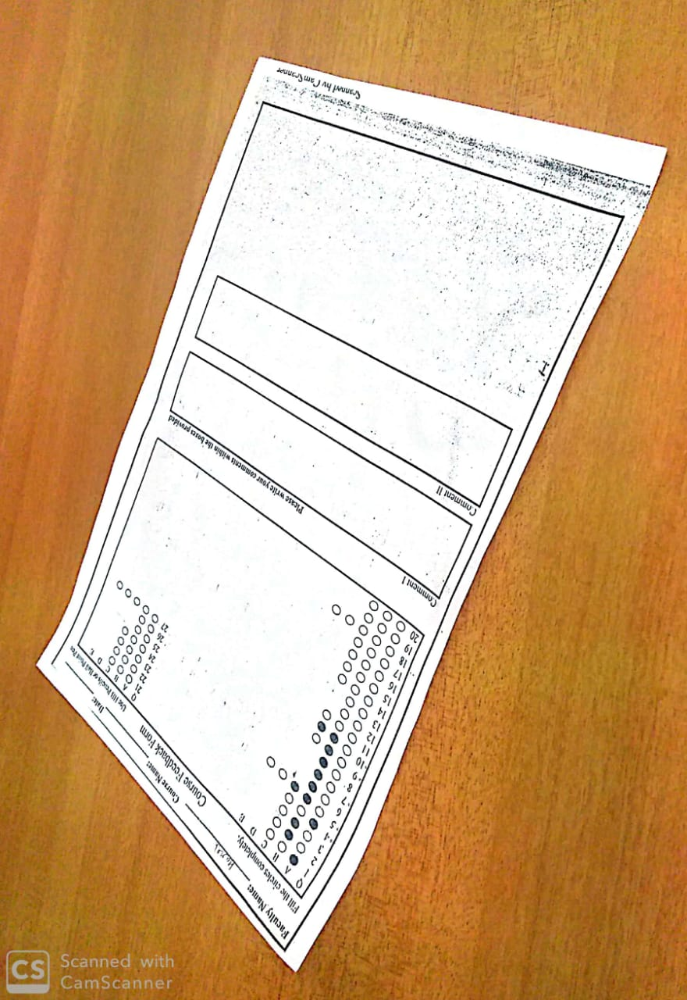 Faculty Name:
Course Name:
Date:
Fill the circles completely.
Course Feedback Form
Use HB Pencils or Ball Point Pen
Q A B C D E
1
2
3
4
5
6
7
8
9
10
11
12
13
14
15
16
17
18
19
20
Q A B C D E
21
22
23
24
25
26
27
Please write your comments within the boxes provided
Comment I
Comment II
I
Scanned by CamScanner
CS Scanned with
CamScanner